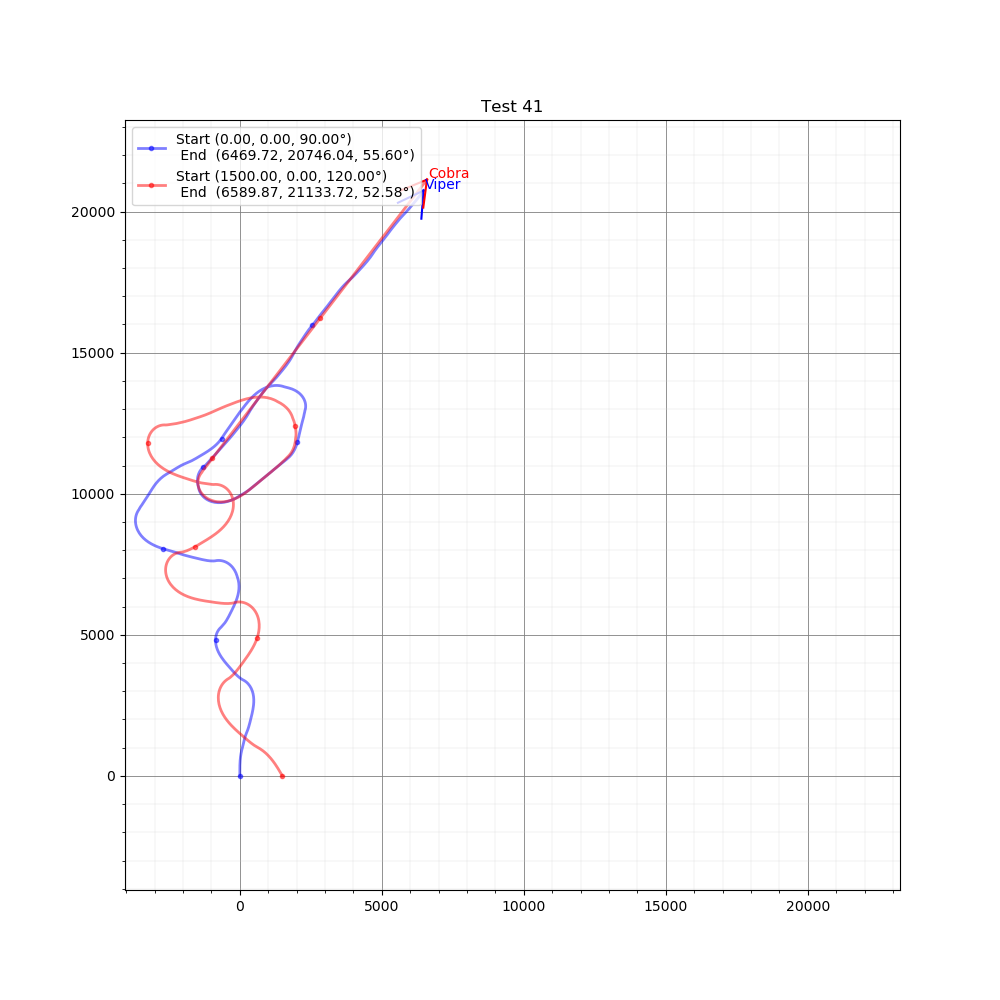 Test 41
Start (0.00, 0.00, 90.00°)
End (6469.72, 20746.04, 55.60°)
Start (1500.00, 0.00, 120.00°)
End (6589.87, 21133.72, 52.58°)
Cobra
Viper
20000
15000
10000
5000
0
0
5000
10000
15000
20000